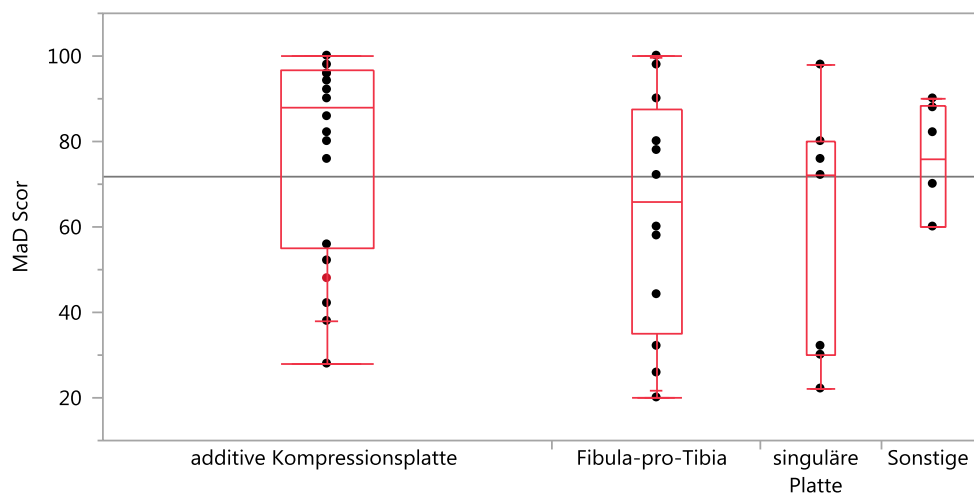 100
80
60
40
20
MaD Scor
additive Kompressionsplatte
Fibula-pro-Tibia
singuläre
Platte
Sonstige